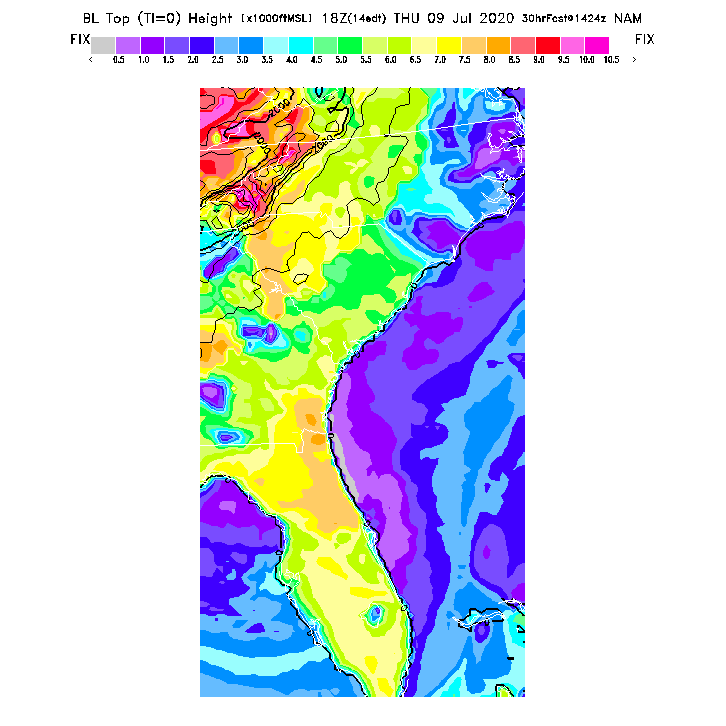 BL Top (TI=0) Height [x1000ftMSL] 18Z(14edt) THU 09 Jul 2020 30hrFcst@1424z NAM
FIX FIX
< 0.5 1.0 1.5 2.0 2.5 3.0 3.5 4.0 4.5 5.0 5.5 6.0 6.5 7.0 7.5 8.0 8.5 9.0 9.5 10.0 10.5 >
2000
2000
2000